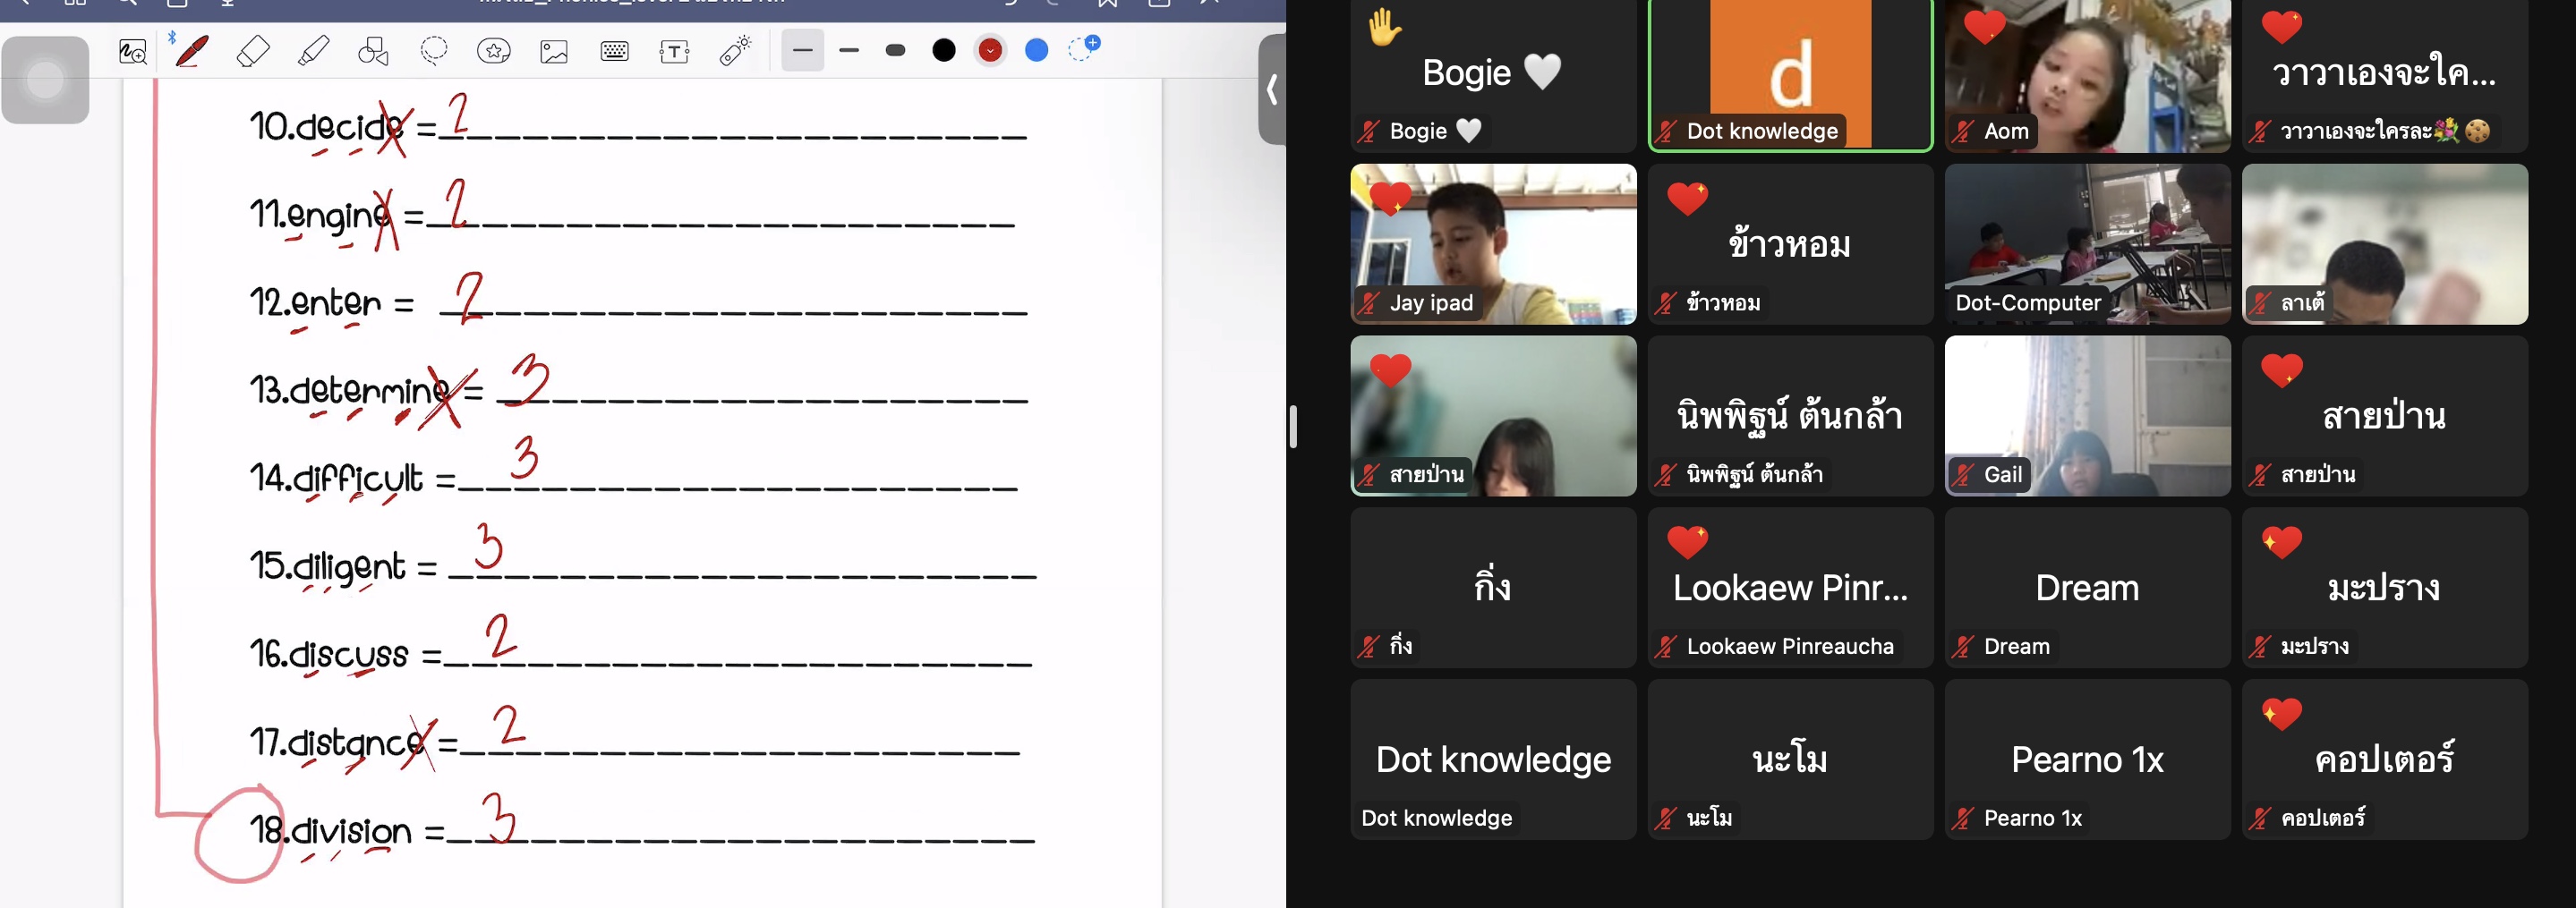 10.decide = 2
11.engine = 2
12.enter = 2
13.determine = 3
14.difficult = 3
15.diligent = 3
16.discuss = 2
17.distance = 2
18.division = 3
Bogie 🤍
Bogie 🤍
d
Dot knowledge
Aom
วาวาเองจะใค...
วาวาเองจะใครละ💐🍪
Jay ipad
ข้าวหอม
ข้าวหอม
Dot-Computer
ลาเต้
สายป่าน
นิพพิฐน์ ต้นกล้า
นิพพิฐน์ ต้นกล้า
Gail
สายป่าน
สายป่าน
กิ่ง
กิ่ง
Lookaew Pinr...
Lookaew Pinreaucha
Dream
Dream
มะปราง
มะปราง
Dot knowledge
Dot knowledge
นะโม
นะโม
Pearno 1x
Pearno 1x
คอปเตอร์
คอปเตอร์